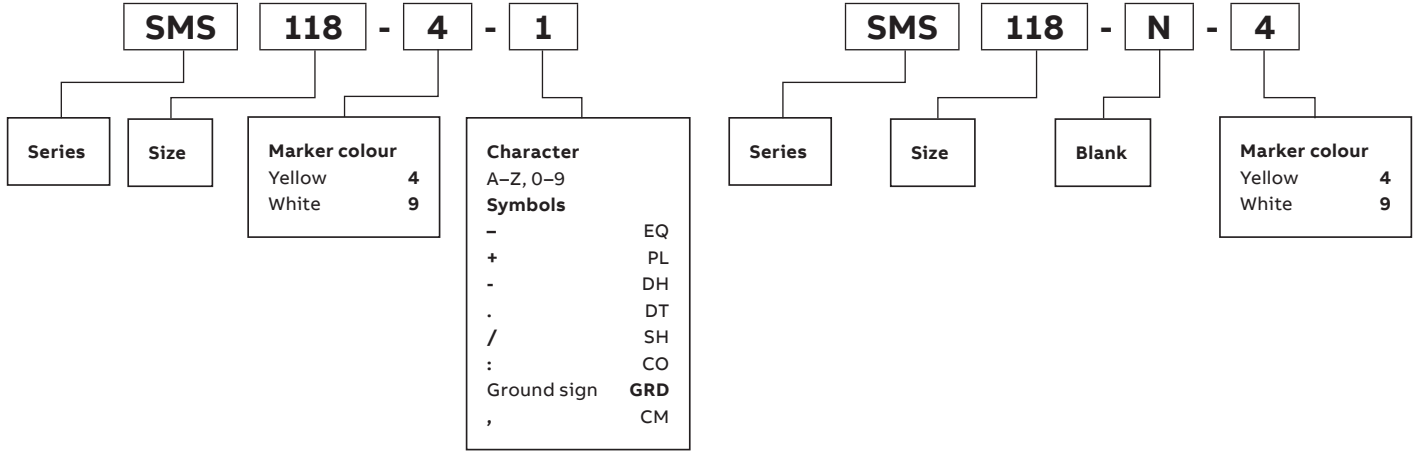 SMS 118 - 4 - 1
Series
Size
Marker colour
Yellow 4
White 9
Character
A–Z, 0–9
Symbols
– EQ
+ PL
- DH
. DT
/ SH
: CO
Ground sign GRD
, CM
SMS 118 - N - 4
Series
Size
Blank
Marker colour
Yellow 4
White 9